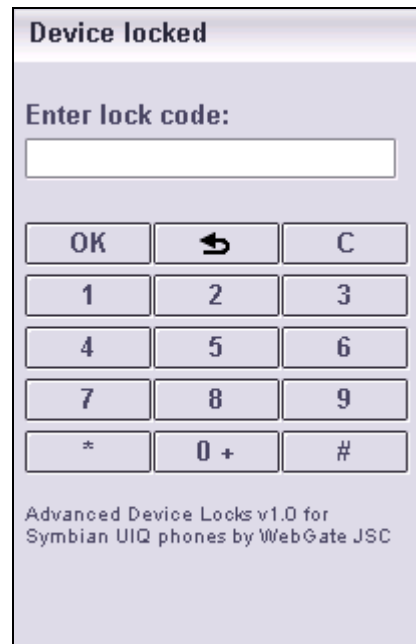 Device locked
Enter lock code:
OK C
1 2 3
4 5 6
7 8 9
* 0 + #
Advanced Device Locks v1.0 for
Symbian UIQ phones by WebGate JSC